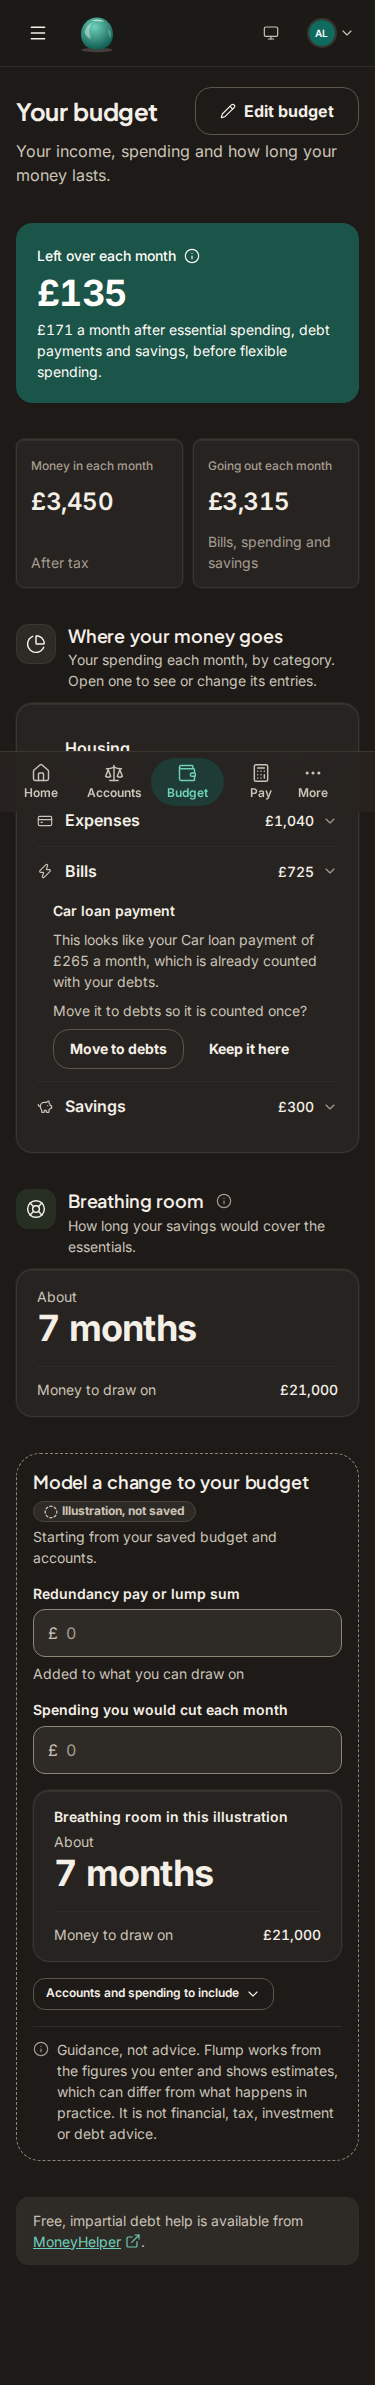 AL
Your budget
Edit budget
Your income, spending and how long your
money lasts.
Left over each month
£135
£171 a month after essential spending, debt
payments and savings, before flexible
spending.
Money in each month
£3,450
After tax
Going out each month
£3,315
Bills, spending and
savings
Where your money goes
Your spending each month, by category.
Open one to see or change its entries.
Housing
Home
Accounts
Budget
Pay
More
Expenses
£1,040
Bills
£725
Car loan payment
This looks like your Car loan payment of
£265 a month, which is already counted
with your debts.
Move it to debts so it is counted once?
Move to debts
Keep it here
Savings
£300
Breathing room
How long your savings would cover the
essentials.
About
7 months
Money to draw on
£21,000
Model a change to your budget
Illustration, not saved
Starting from your saved budget and
accounts.
Redundancy pay or lump sum
£ 0
Added to what you can draw on
Spending you would cut each month
£ 0
Breathing room in this illustration
About
7 months
Money to draw on
£21,000
Accounts and spending to include
Guidance, not advice. Flump works from
the figures you enter and shows estimates,
which can differ from what happens in
practice. It is not financial, tax, investment
or debt advice.
Free, impartial debt help is available from
MoneyHelper.